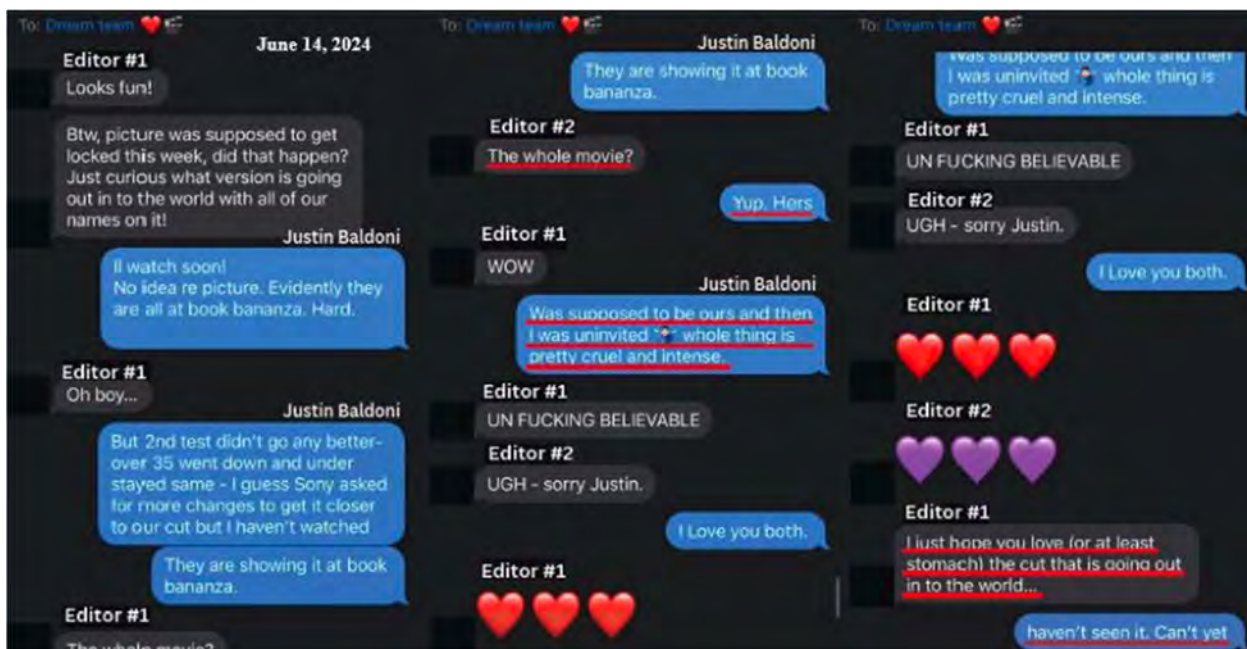 To: Dream team ❤️🎬
June 14, 2024
Editor #1
Looks fun!
Btw, picture was supposed to get
locked this week, did that happen?
Just curious what version is going
out in to the world with all of our
names on it!
Justin Baldoni
Il watch soon!
No idea re picture. Evidently they
are all at book bananza. Hard.
Editor #1
Oh boy...
Justin Baldoni
But 2nd test didn't go any better-
over 35 went down and under
stayed same - I guess Sony asked
for more changes to get it closer
to our cut but I haven't watched
They are showing it at book
bananza.
Editor #1
The whole movie?
To: Dream team ❤️🎬
Justin Baldoni
They are showing it at book
bananza.
Editor #2
The whole movie?
Yup. Hers
Editor #1
WOW
Justin Baldoni
Was supposed to be ours and then
I was uninvited 🤷🏻‍♂️ whole thing is
pretty cruel and intense.
Editor #1
UN FUCKING BELIEVABLE
Editor #2
UGH - sorry Justin.
I Love you both.
Editor #1
❤️❤️❤️
To: Dream team ❤️🎬
Was supposed to be ours and then
I was uninvited 🤷🏻‍♂️ whole thing is
pretty cruel and intense.
Editor #1
UN FUCKING BELIEVABLE
Editor #2
UGH - sorry Justin.
I Love you both.
Editor #1
❤️❤️❤️
Editor #2
💜💜💜
Editor #1
I just hope you love (or at least
stomach) the cut that is going out
in to the world...
haven't seen it. Can't yet